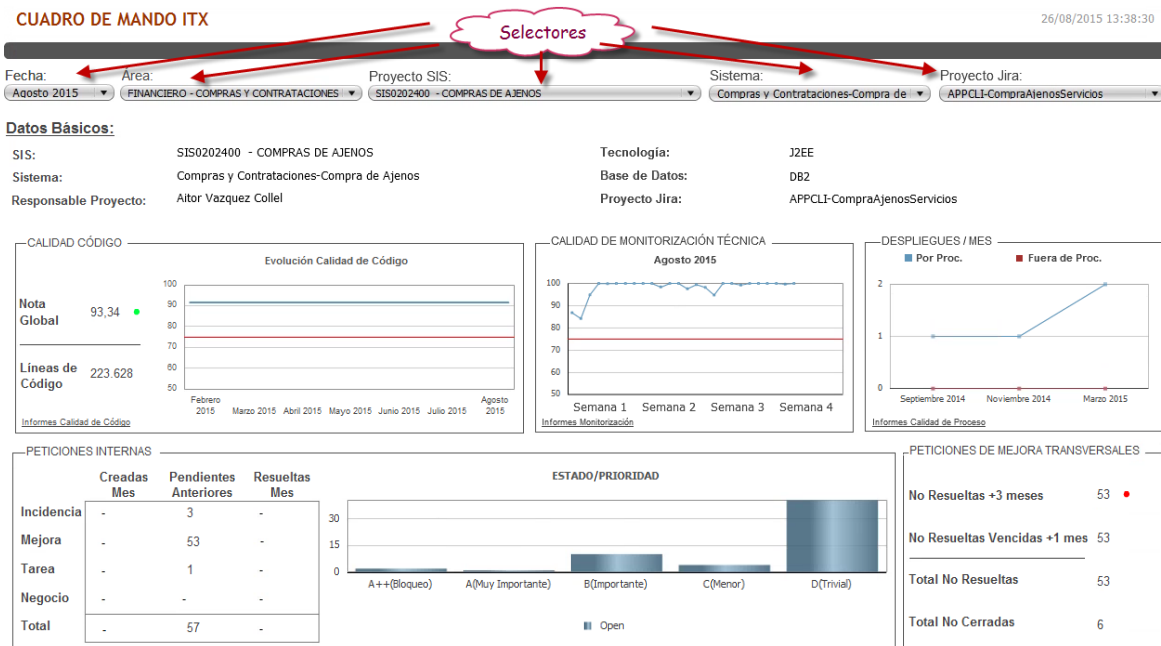 CUADRO DE MANDO ITX
26/08/2015 13:38:30
Selectores
Fecha: Area: Proyecto SIS: Sistema: Proyecto Jira:
Agosto 2015 FINANCIERO - COMPRAS Y CONTRATACIONES SIS0202400 - COMPRAS DE AJENOS Compras y Contrataciones-Compra de APPCLI-CompraAjenosServicios
Datos Básicos:
SIS: SIS0202400 - COMPRAS DE AJENOS Tecnología: J2EE
Sistema: Compras y Contrataciones-Compra de Ajenos Base de Datos: DB2
Responsable Proyecto: Aitor Vazquez Collel Proyecto Jira: APPCLI-CompraAjenosServicios
CALIDAD CÓDIGO
Evolución Calidad de Código
Nota
Global
93,34
Líneas de
Código
223.628
100
90
80
70
60
50
Febrero
2015
Marzo 2015 Abril 2015 Mayo 2015 Junio 2015 Julio 2015
Agosto
2015
Informes Calidad de Código
CALIDAD DE MONITORIZACIÓN TÉCNICA
Agosto 2015
100
90
80
70
60
50
Semana 1 Semana 2 Semana 3 Semana 4
Informes Monitorización
DESPLIEGUES / MES
Por Proc. Fuera de Proc.
2
1
0
Septiembre 2014 Noviembre 2014 Marzo 2015
Informes Calidad de Proceso
PETICIONES INTERNAS
Creadas Pendientes Resueltas
Mes Anteriores Mes
Incidencia - 3 -
Mejora - 53 -
Tarea - 1 -
Negocio - - -
Total - 57 -
ESTADO/PRIORIDAD
30
15
0
A++(Bloqueo) A(Muy Importante) B(Importante) C(Menor) D(Trivial)
Open
PETICIONES DE MEJORA TRANSVERSALES
No Resueltas +3 meses 53
No Resueltas Vencidas +1 mes 53
Total No Resueltas 53
Total No Cerradas 6